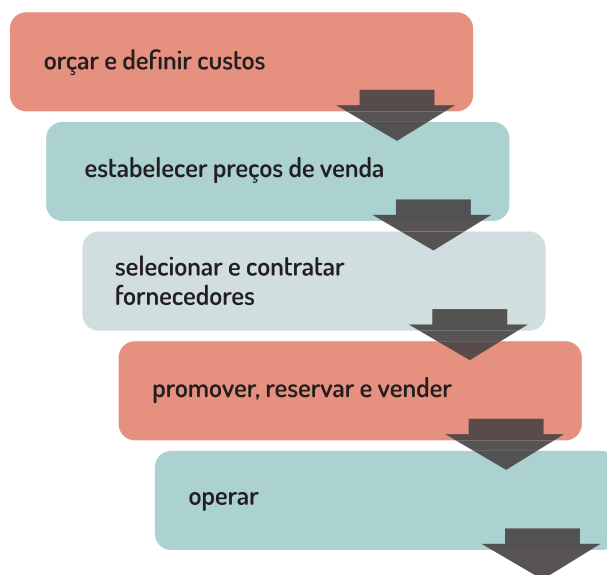 orçar e definir custos
estabelecer preços de venda
selecionar e contratar
fornecedores
promover, reservar e vender
operar